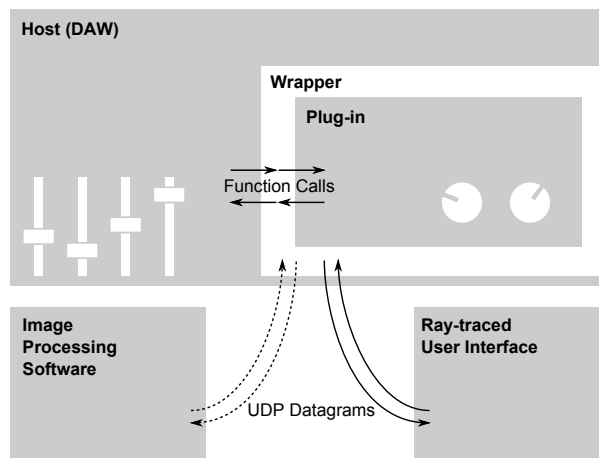 Host (DAW)
Wrapper
Plug-in
Function Calls
Image
Processing
Software
Ray-traced
User Interface
UDP Datagrams